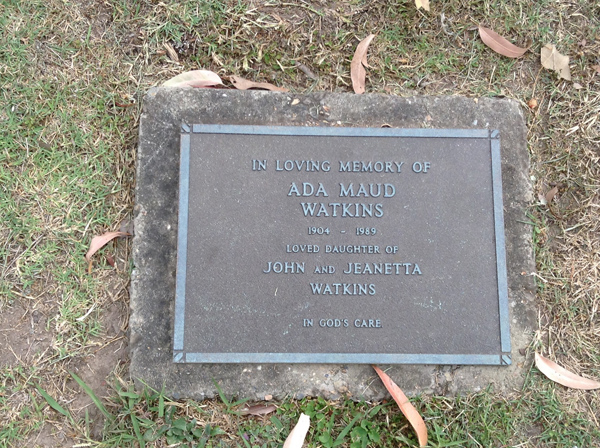 IN LOVING MEMORY OF
ADA MAUD
WATKINS
1904 - 1989
LOVED DAUGHTER OF
JOHN AND JEANETTA
WATKINS
IN GOD'S CARE